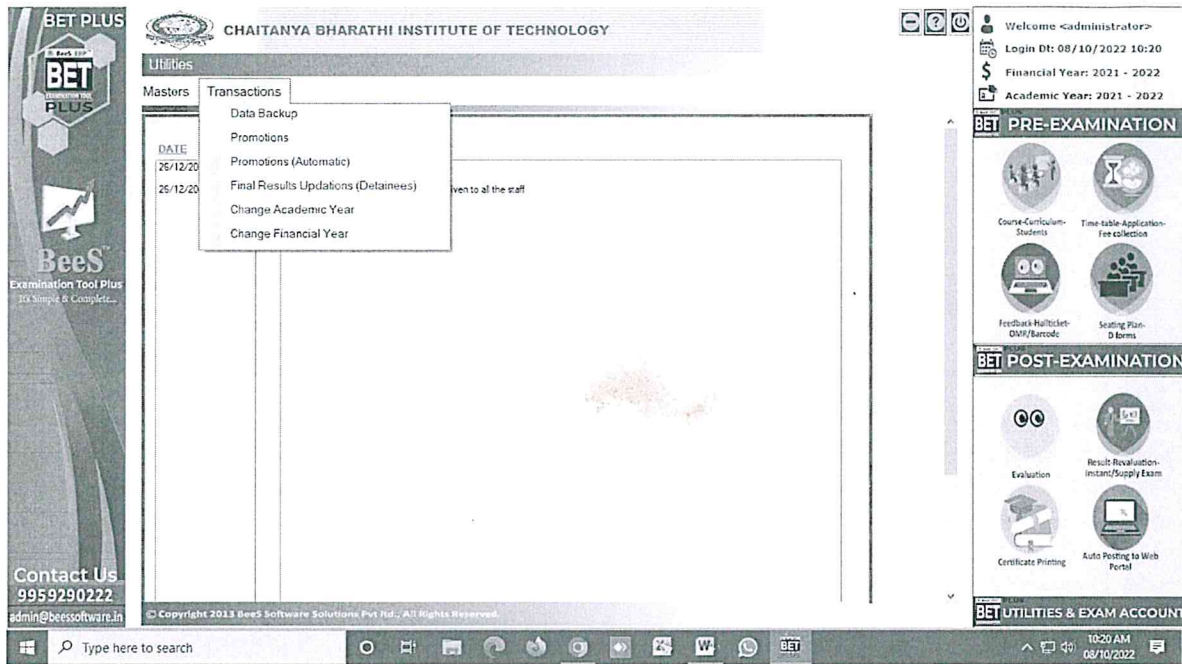 BET PLUS
BeeS ERP
BET
EXAMINATION TOOL
PLUS
BeeS™
Examination Tool Plus
It's Simple & Complete...
Contact Us
9959290222
admin@beessoftware.in
CHAITANYA BHARATHI INSTITUTE OF TECHNOLOGY
Utilities
Masters Transactions
Data Backup
Promotions
Promotions (Automatic)
Final Results Updations (Detainees)
Change Academic Year
Change Financial Year
DATE
26/12/20
26/12/20
iven to all the staff
© Copyright 2013 BeeS Software Solutions Pvt ltd., All Rights Reserved.
Welcome <administrator>
Login Dt: 08/10/2022 10:20
Financial Year: 2021 - 2022
Academic Year: 2021 - 2022
BET PRE-EXAMINATION
Course-Curriculum-
Students
Time-table-Application-
Fee collection
Feedback-Hallticket-
OMR/Barcode
Seating Plan-
D forms
BET POST-EXAMINATION
Evaluation
Result-Revaluation-
Instant/Supply Exam
Certificate Printing
Auto Posting to Web
Portal
BET UTILITIES & EXAM ACCOUNT
Type here to search
BET
10:20 AM
08/10/2022